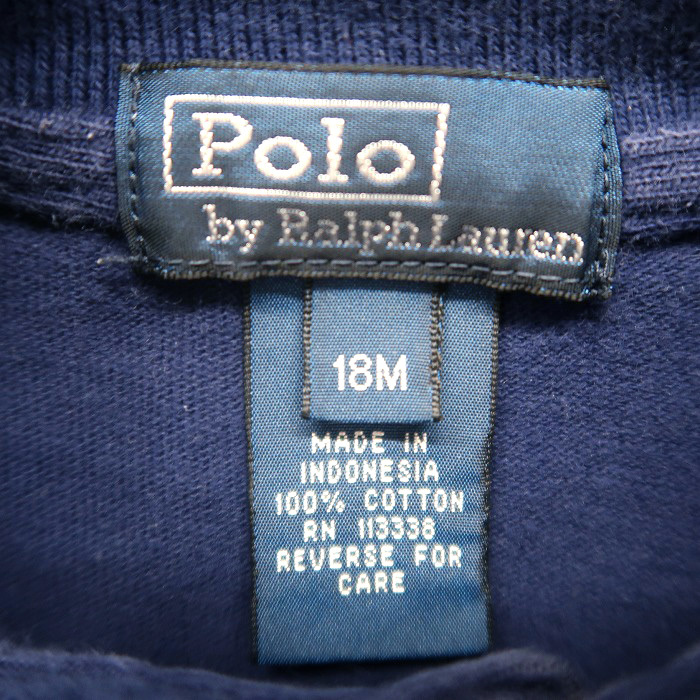 Polo
by Ralph Lauren
18M
MADE IN
INDONESIA
100% COTTON
RN 113338
REVERSE FOR
CARE